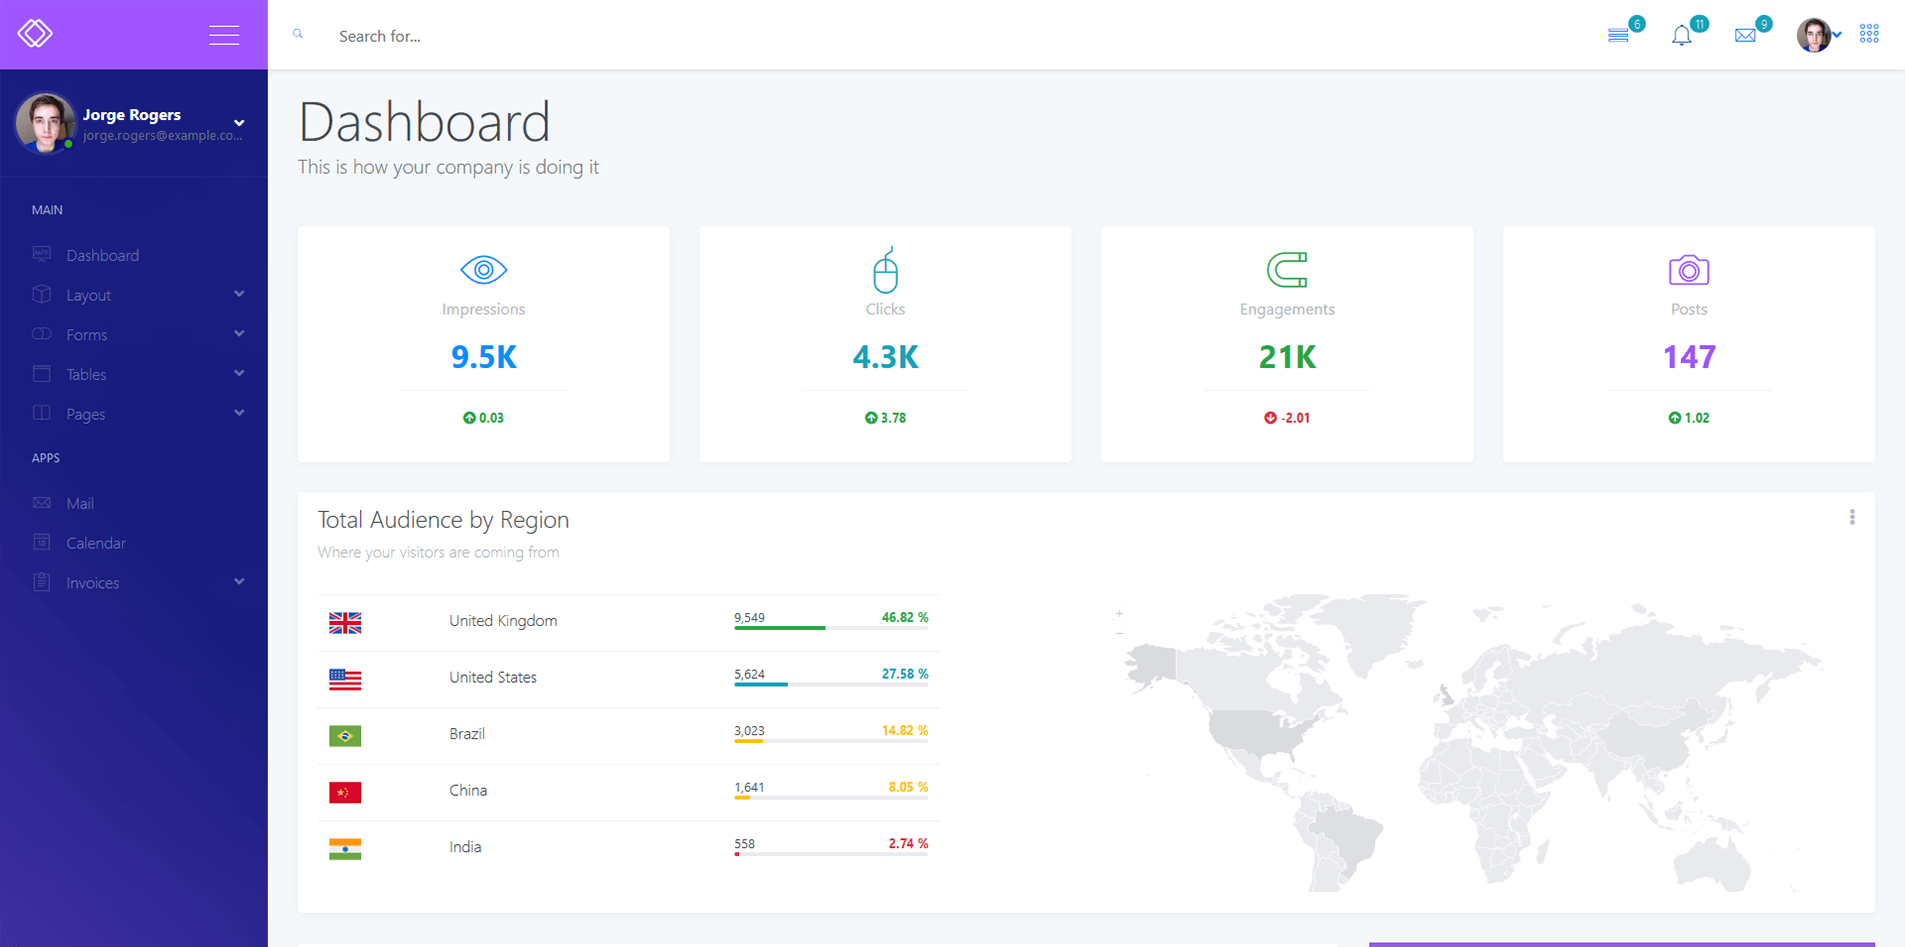 Search for...
6
11
9
Jorge Rogers
jorge.rogers@example.co...
MAIN
Dashboard
Layout
Forms
Tables
Pages
APPS
Mail
Calendar
Invoices
Dashboard
This is how your company is doing it
Impressions
9.5K
0.03
Clicks
4.3K
3.78
Engagements
21K
-2.01
Posts
147
1.02
Total Audience by Region
Where your visitors are coming from
United Kingdom 9,549 46.82 %
United States 5,624 27.58 %
Brazil 3,023 14.82 %
China 1,641 8.05 %
India 558 2.74 %
+
−